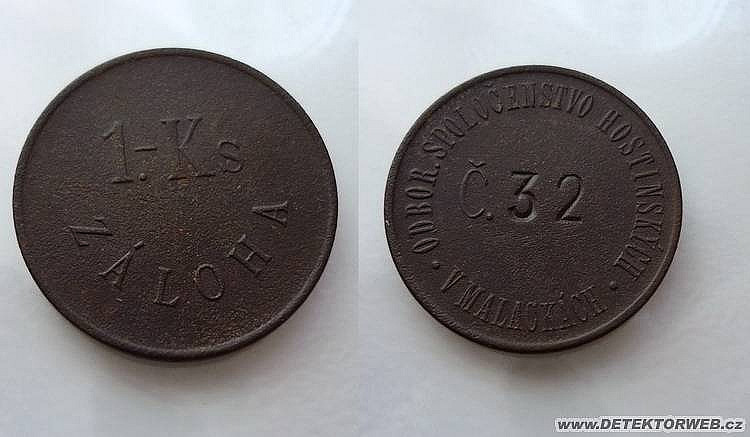 1.-Ks
ZÁLOHA
ODBOR. SPOLOČENSTVO HOSTINSKÝCH
Č. 32
· V MALACKÁCH ·
www.DETEKTORWEB.cz